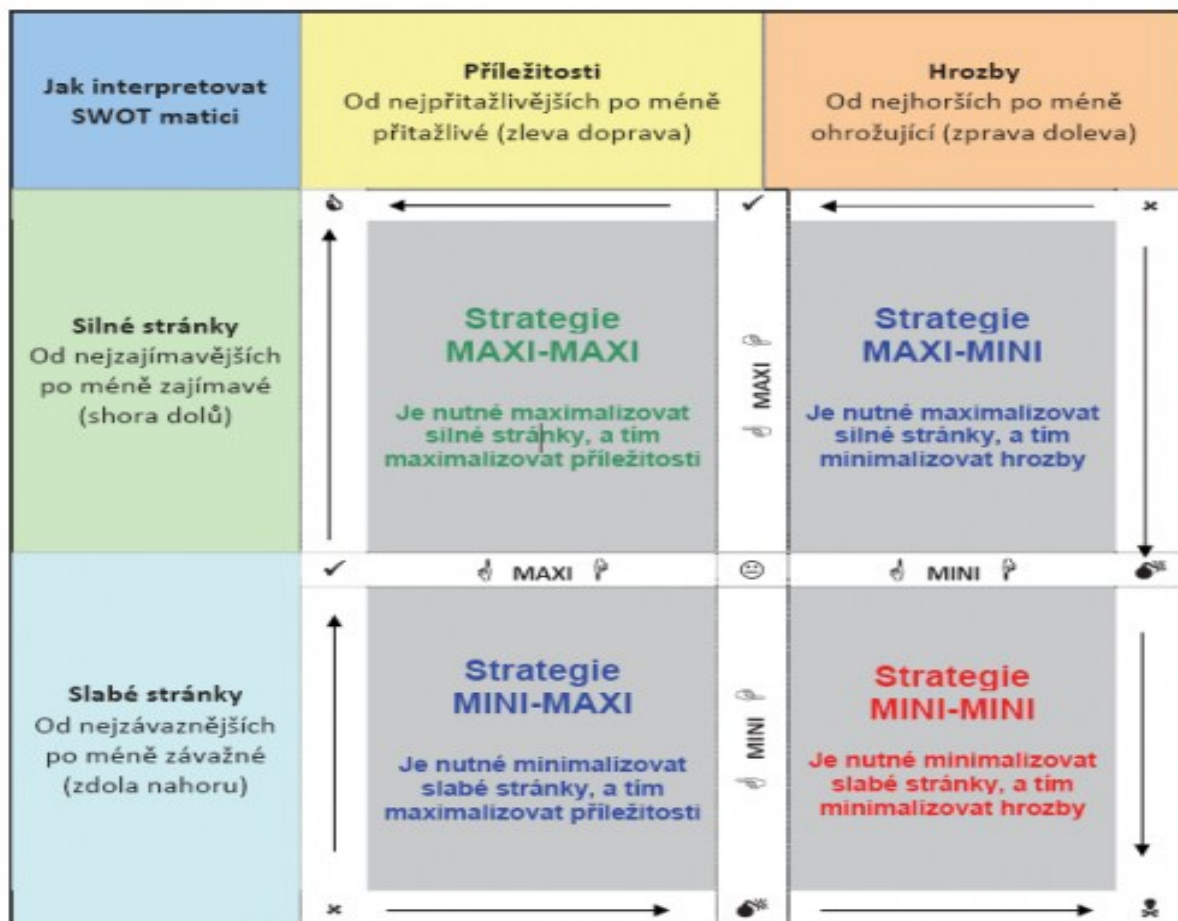 Jak interpretovat
SWOT matici
Příležitosti
Od nejpřitažlivějších po méně
přitažlivé (zleva doprava)
Hrozby
Od nejhorších po méně
ohrožující (zprava doleva)
Silné stránky
Od nejzajímavějších
po méně zajímavé
(shora dolů)
Strategie
MAXI-MAXI
Je nutné maximalizovat
silné stránky, a tím
maximalizovat příležitosti
MAXI
Strategie
MAXI-MINI
Je nutné maximalizovat
silné stránky, a tím
minimalizovat hrozby
MAXI
MINI
Slabé stránky
Od nejzávaznějších
po méně závažné
(zdola nahoru)
Strategie
MINI-MAXI
Je nutné minimalizovat
slabé stránky, a tím
maximalizovat příležitosti
MINI
Strategie
MINI-MINI
Je nutné minimalizovat
slabé stránky, a tím
minimalizovat hrozby